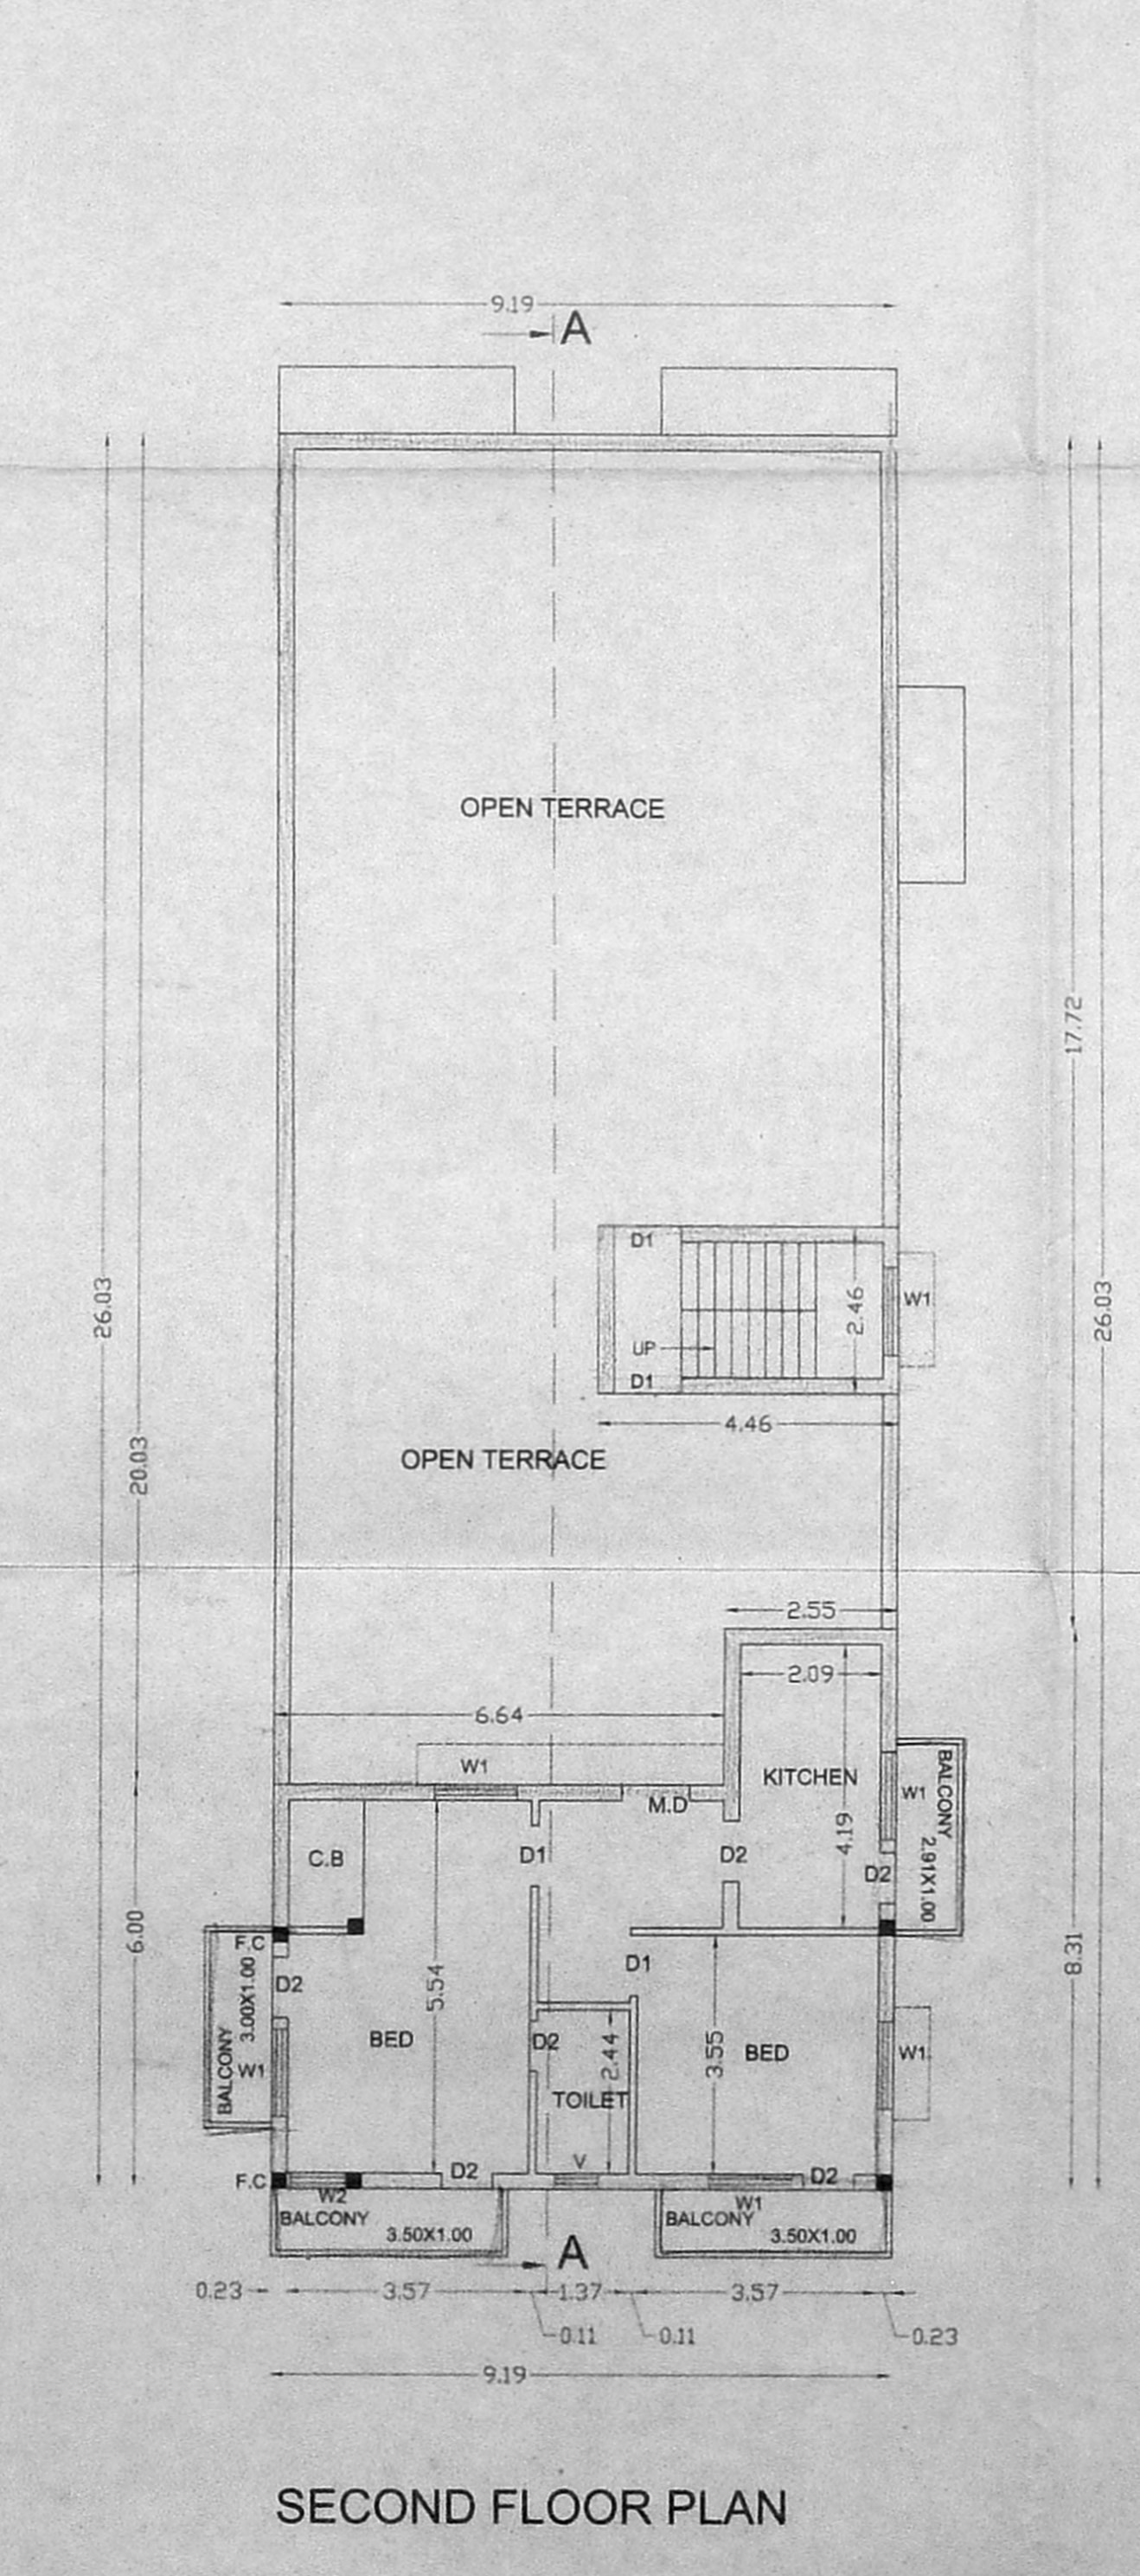 9.19
A
OPEN TERRACE
17.72
D1
2.46
W1
UP
D1
26.03
26.03
4.46
20.03
OPEN TERRACE
2.55
2.09
6.64
W1
KITCHEN
M.D
W1
BALCONY
2.91X1.00
4.19
C.B
D1
D2
D2
6.00
F.C
8.31
D2
D1
5.54
BALCONY
3.00X1.00
W1
BED
D2
2.44
3.55
BED
W1
TOILET
V
F.C
D2
D2
W2
W1
BALCONY
3.50X1.00
BALCONY
3.50X1.00
A
0.23
3.57
1.37
3.57
0.11
0.11
0.23
9.19
SECOND FLOOR PLAN